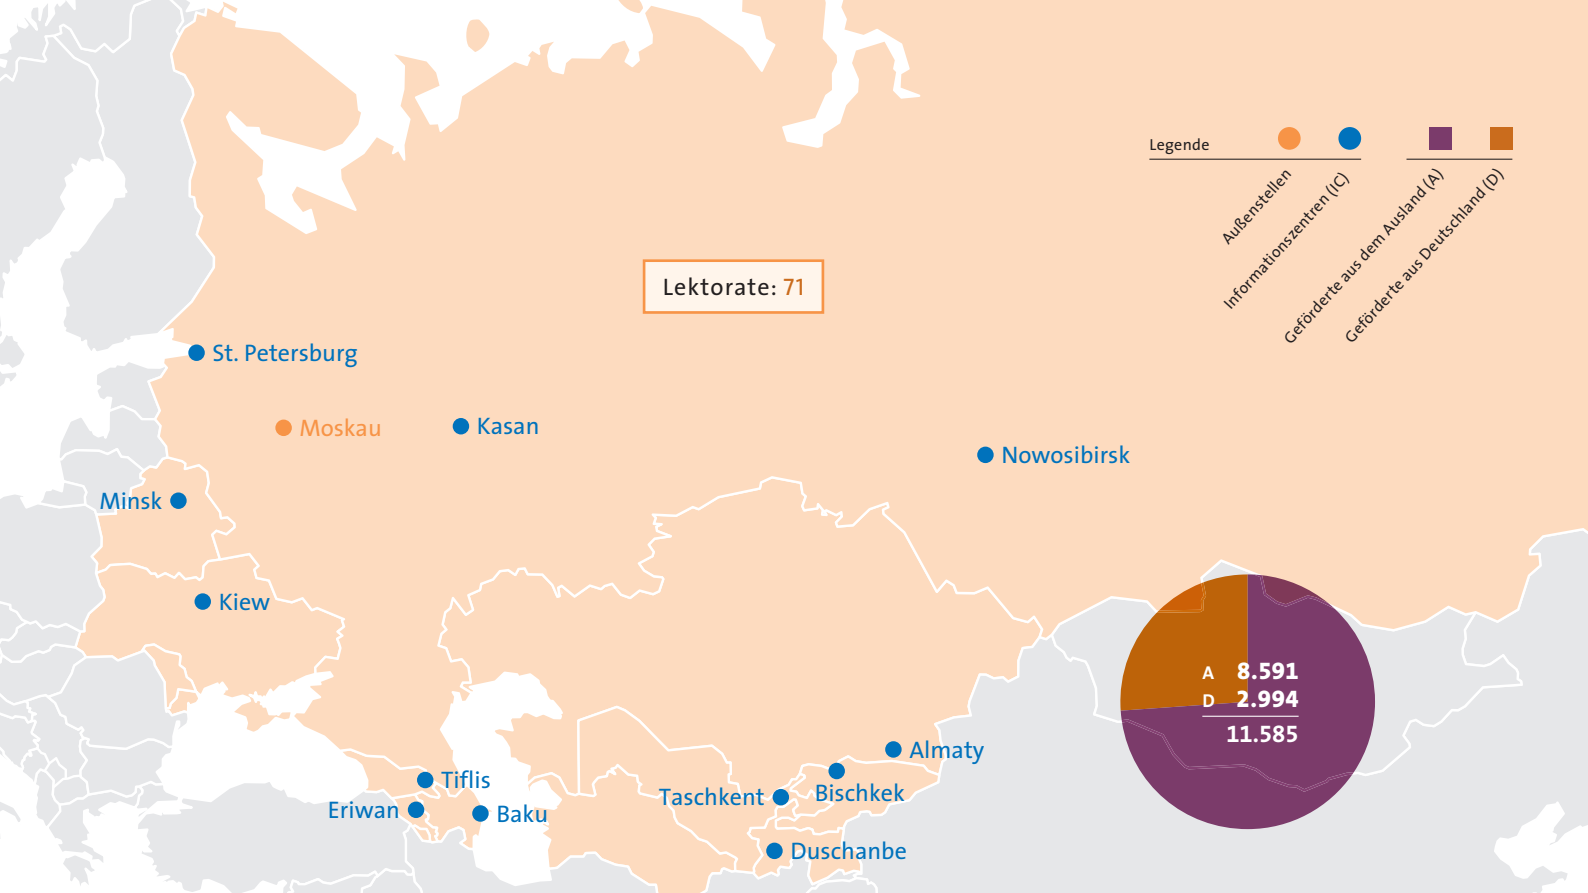 Legende
Außenstellen
Informationszentren (IC)
Geförderte aus dem Ausland (A)
Geförderte aus Deutschland (D)
Lektorate: 71
St. Petersburg
Moskau
Kasan
Nowosibirsk
Minsk
Kiew
A 8.591
D 2.994
11.585
Almaty
Tiflis
Bischkek
Taschkent
Eriwan
Baku
Duschanbe